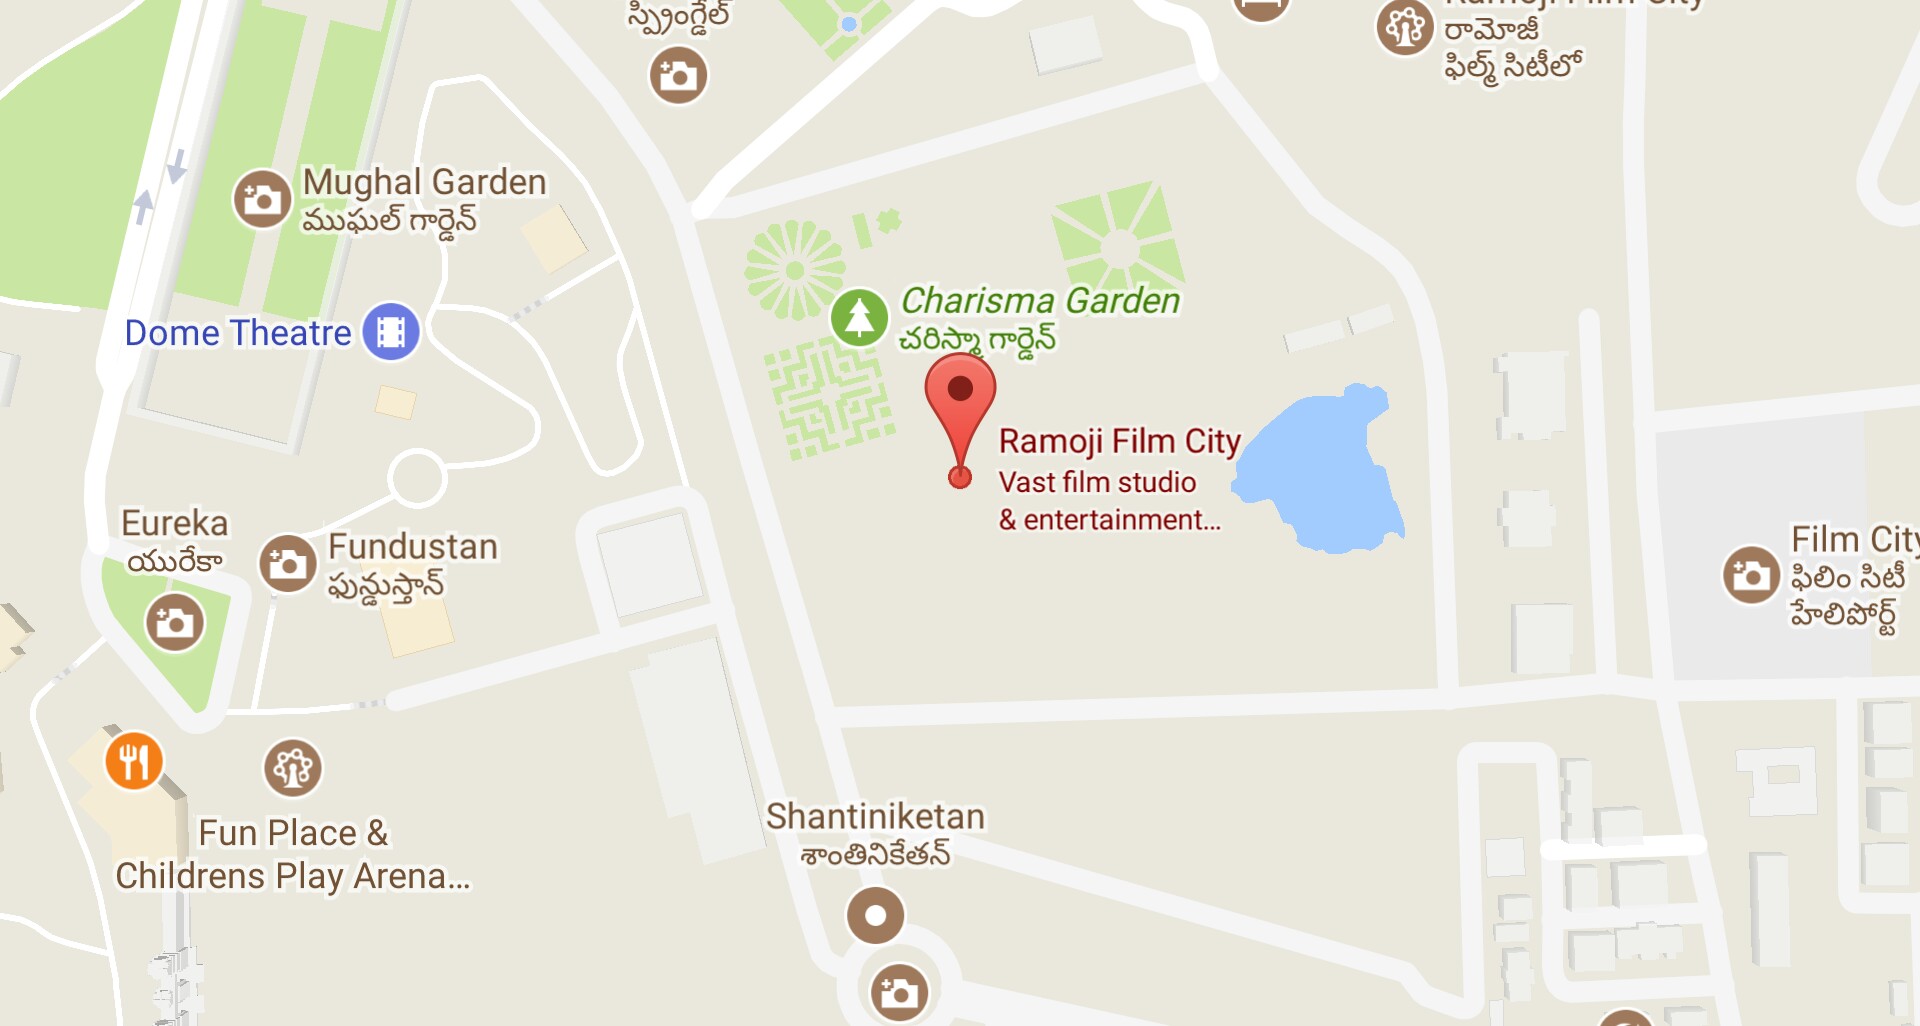 స్ప్రింగ్డేల్
రామోజీ
ఫిల్మ్ సిటీలో
Mughal Garden
ముఘల్ గార్డెన్
Dome Theatre
Charisma Garden
చరిస్మా గార్డెన్
Ramoji Film City
Vast film studio
& entertainment...
Eureka
యురేకా
Fundustan
ఫున్డుస్తాన్
Film City
ఫిలిం సిటీ
హేలిపోర్ట్
Fun Place &
Childrens Play Arena...
Shantiniketan
శాంతినికేతన్